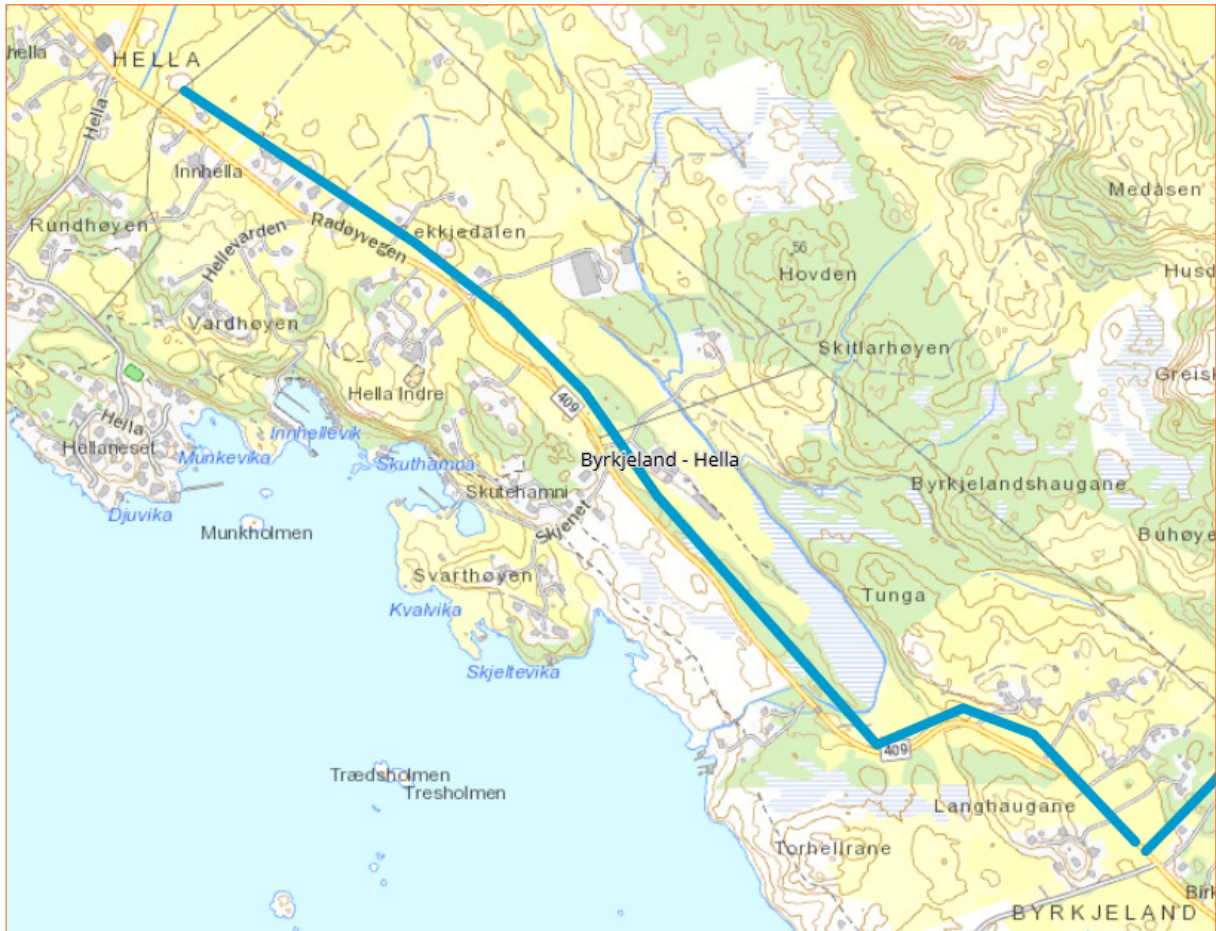 hella
HELLA
100
Hella
Innhella
Medåsen
Rundhøyen
Hellevarden
Radøyvegen
ekkjedalen
56
Hovden
Husd
Vardhøyen
Skitlarhøyen
Greisk
Hella Indre
409
Hella
Hellaneset
Innhellevik
Munkevika
Skuthamna
Byrkjeland - Hella
Djuvika
Skutehamni
Byrkjelandshaugane
Munkholmen
Skjenet
Buhøye
Svarthøyen
Tunga
Kvalvika
Skjeltevika
409
Trædsholmen
Tresholmen
Langhaugane
Torhellrane
Birk
BYRKJELAND